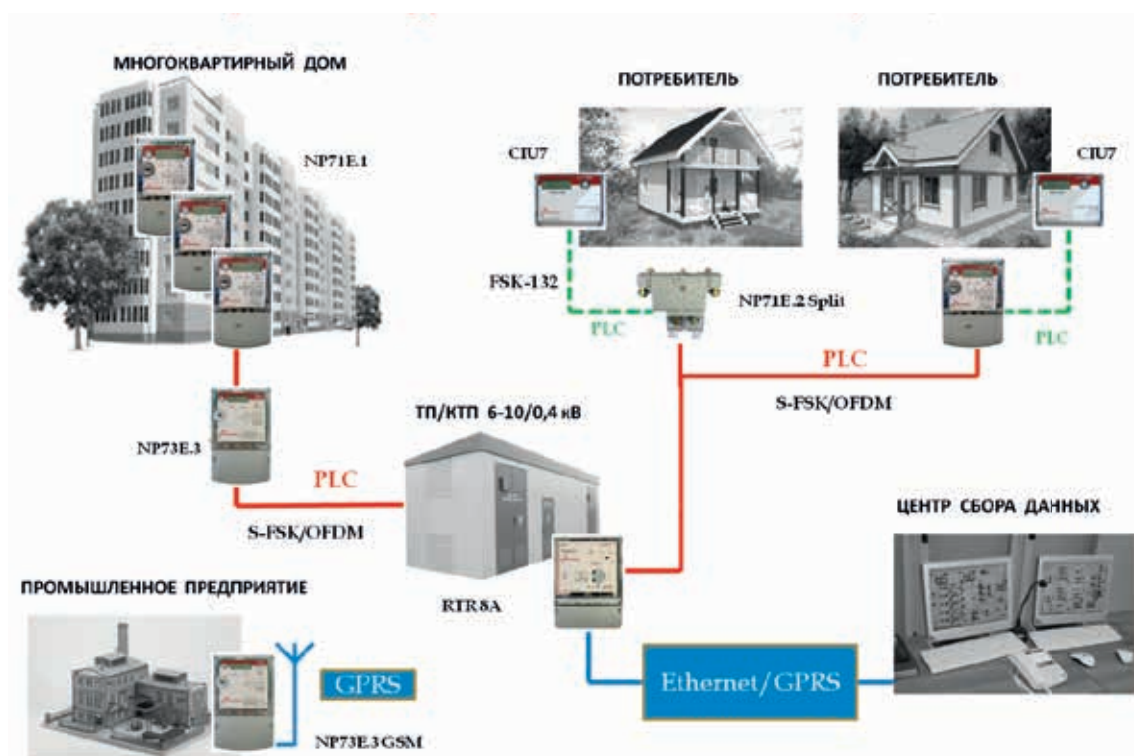 МНОГОКВАРТИРНЫЙ ДОМ
ПОТРЕБИТЕЛЬ
ПОТРЕБИТЕЛЬ
NP71E.1
CIU7
CIU7
FSK-132
NP71E.2 Split
PLC
PLC
PLC
S-FSK/OFDM
ТП/КТП 6-10/0,4 кВ
NP73E.3
PLC
S-FSK/OFDM
ЦЕНТР СБОРА ДАННЫХ
ПРОМЫШЛЕННОЕ ПРЕДПРИЯТИЕ
RTR8A
GPRS
Ethernet/GPRS
NP73E.3 GSM